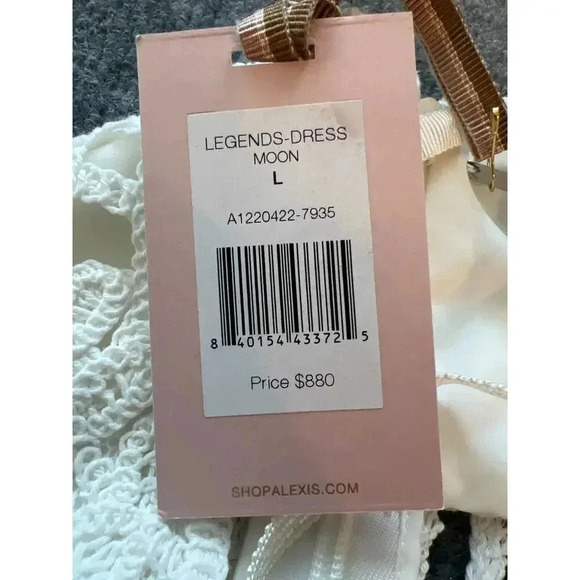 LEGENDS-DRESS
MOON
L
A1220422-7935
8 40154 43372 5
Price $880
SHOPALEXIS.COM